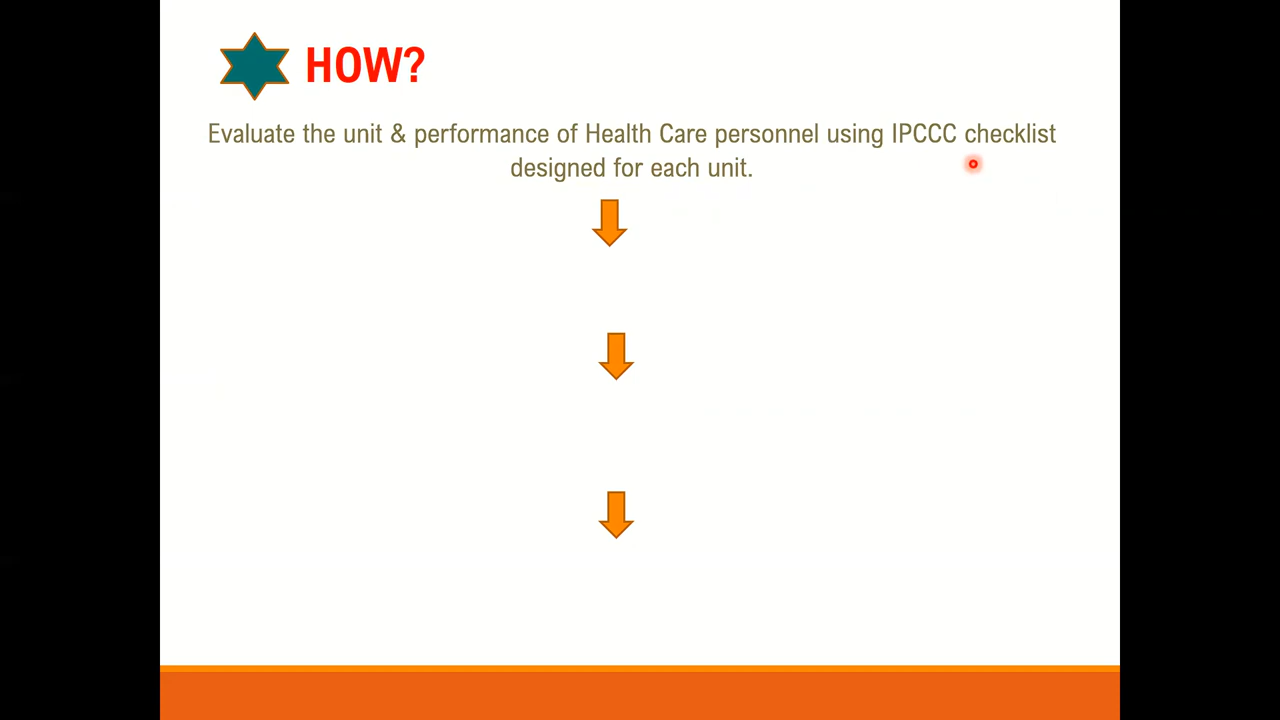 HOW?
Evaluate the unit & performance of Health Care personnel using IPCCC checklist
designed for each unit.